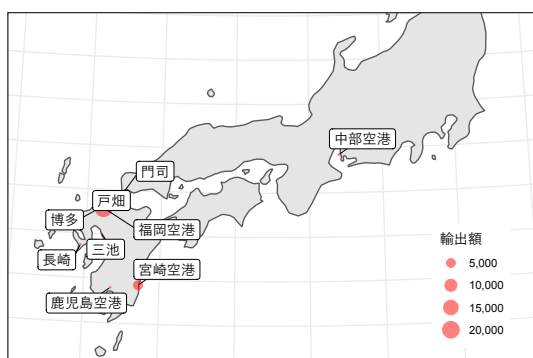 中部空港
門司
戸畑
博多
福岡空港
長崎
三池
宮崎空港
鹿児島空港
輸出額
5,000
10,000
15,000
20,000